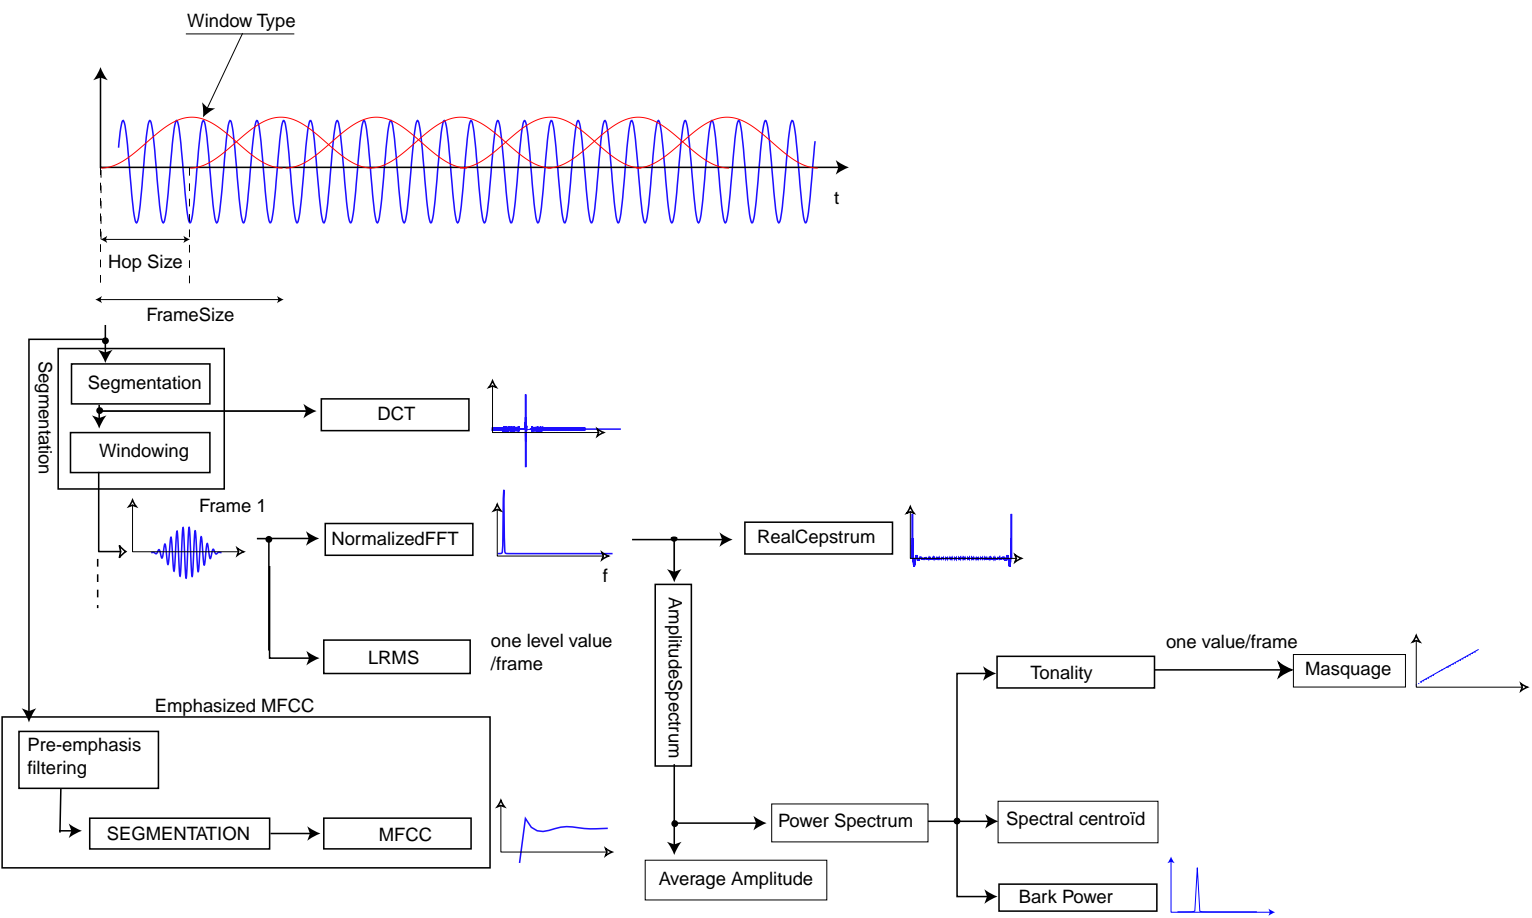 Window Type
t
Hop Size
FrameSize
Segmentation
Segmentation
DCT
Windowing
Frame 1
NormalizedFFT
f
RealCepstrum
AmplitudeSpectrum
LRMS
one level value
/frame
one value/frame
Tonality
Masquage
Emphasized MFCC
Pre-emphasis
filtering
SEGMENTATION
MFCC
Power Spectrum
Spectral centroïd
Average Amplitude
Bark Power